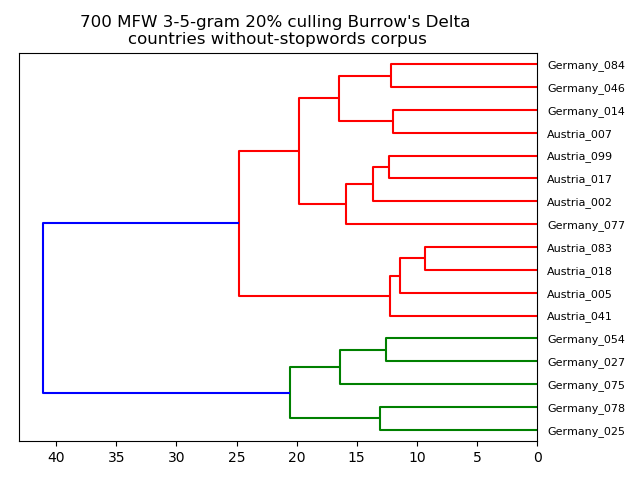 700 MFW 3-5-gram 20% culling Burrow's Delta
countries without-stopwords corpus
Germany_084
Germany_046
Germany_014
Austria_007
Austria_099
Austria_017
Austria_002
Germany_077
Austria_083
Austria_018
Austria_005
Austria_041
Germany_054
Germany_027
Germany_075
Germany_078
Germany_025
40 35 30 25 20 15 10 5 0